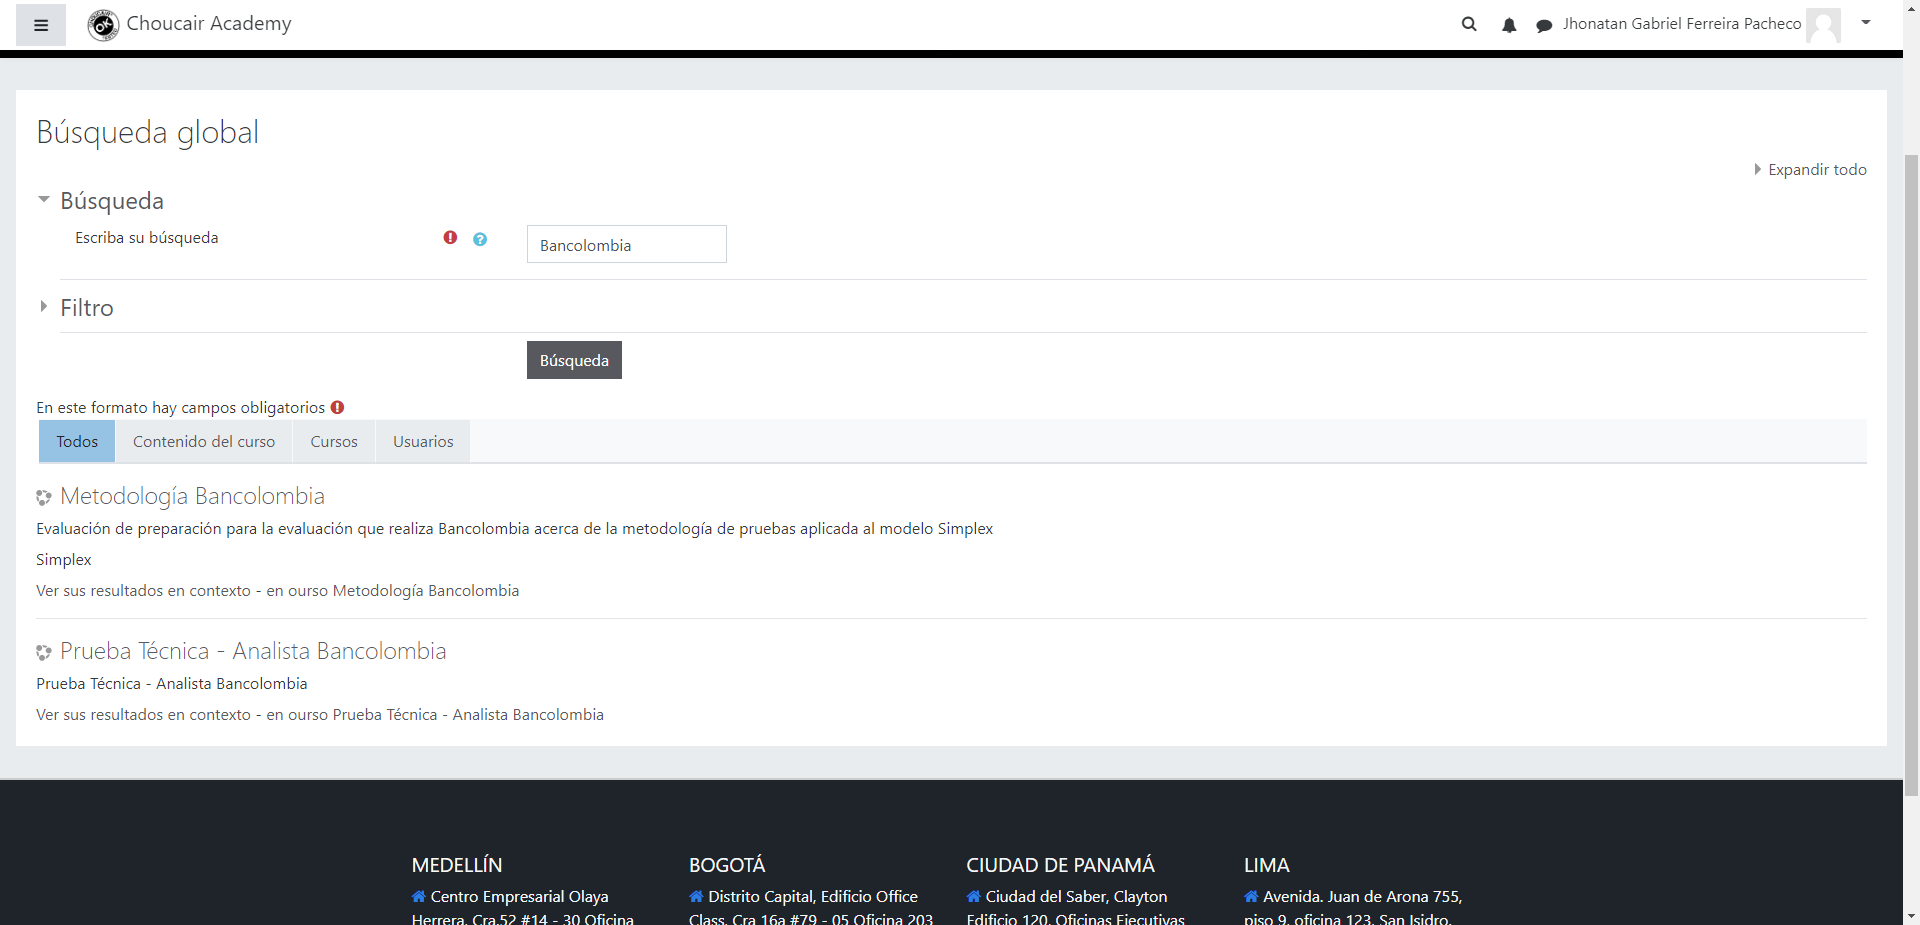 Choucair Academy
Jhonatan Gabriel Ferreira Pacheco
Búsqueda global
Expandir todo
Búsqueda
Escriba su búsqueda
Bancolombia
Filtro
Búsqueda
En este formato hay campos obligatorios
Todos Contenido del curso Cursos Usuarios
Metodología Bancolombia
Evaluación de preparación para la evaluación que realiza Bancolombia acerca de la metodología de pruebas aplicada al modelo Simplex
Simplex
Ver sus resultados en contexto - en ourso Metodología Bancolombia
Prueba Técnica - Analista Bancolombia
Prueba Técnica - Analista Bancolombia
Ver sus resultados en contexto - en ourso Prueba Técnica - Analista Bancolombia
MEDELLÍN
Centro Empresarial Olaya
Herrera, Cra.52 #14 - 30 Oficina
BOGOTÁ
Distrito Capital, Edificio Office
Class. Cra 16a #79 - 05 Oficina 203
CIUDAD DE PANAMÁ
Ciudad del Saber, Clayton
Edificio 120, Oficinas Ejecutivas
LIMA
Avenida. Juan de Arona 755,
piso 9, oficina 123. San Isidro.